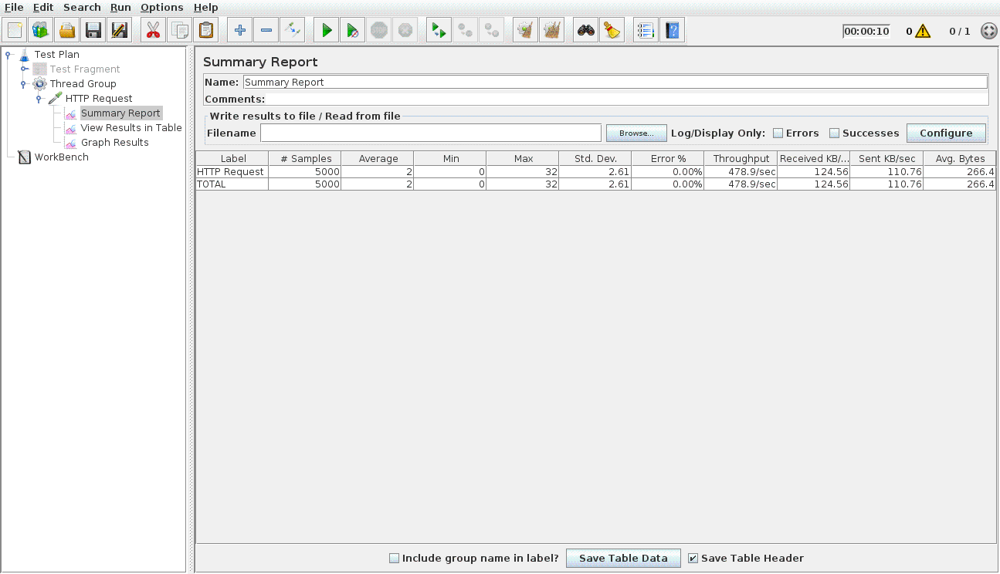 File Edit Search Run Options Help
00:00:10 0 0 / 1
Test Plan
Test Fragment
Thread Group
HTTP Request
Summary Report
View Results in Table
Graph Results
WorkBench
Summary Report
Name: Summary Report
Comments:
Write results to file / Read from file
Filename Browse... Log/Display Only: Errors Successes Configure
Label # Samples Average Min Max Std. Dev. Error % Throughput Received KB/... Sent KB/sec Avg. Bytes
HTTP Request 5000 2 0 32 2.61 0.00% 478.9/sec 124.56 110.76 266.4
TOTAL 5000 2 0 32 2.61 0.00% 478.9/sec 124.56 110.76 266.4
Include group name in label? Save Table Data Save Table Header